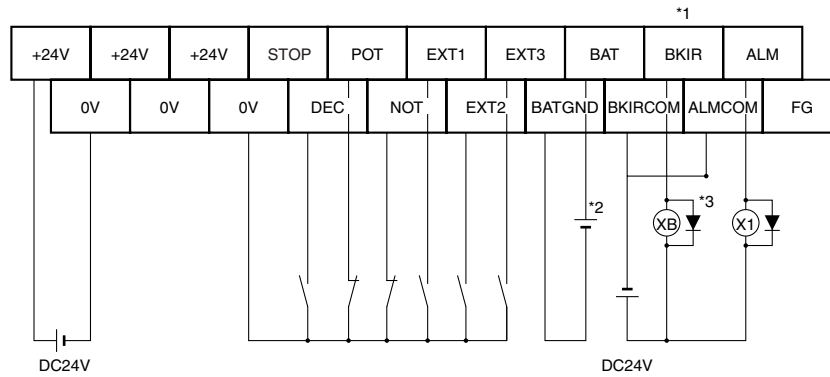 *1
+24V +24V +24V STOP POT EXT1 EXT3 BAT BKIR ALM
0V 0V 0V DEC NOT EXT2 BATGND BKIRCOM ALMCOM FG
*2 *3
XB X1
DC24V DC24V